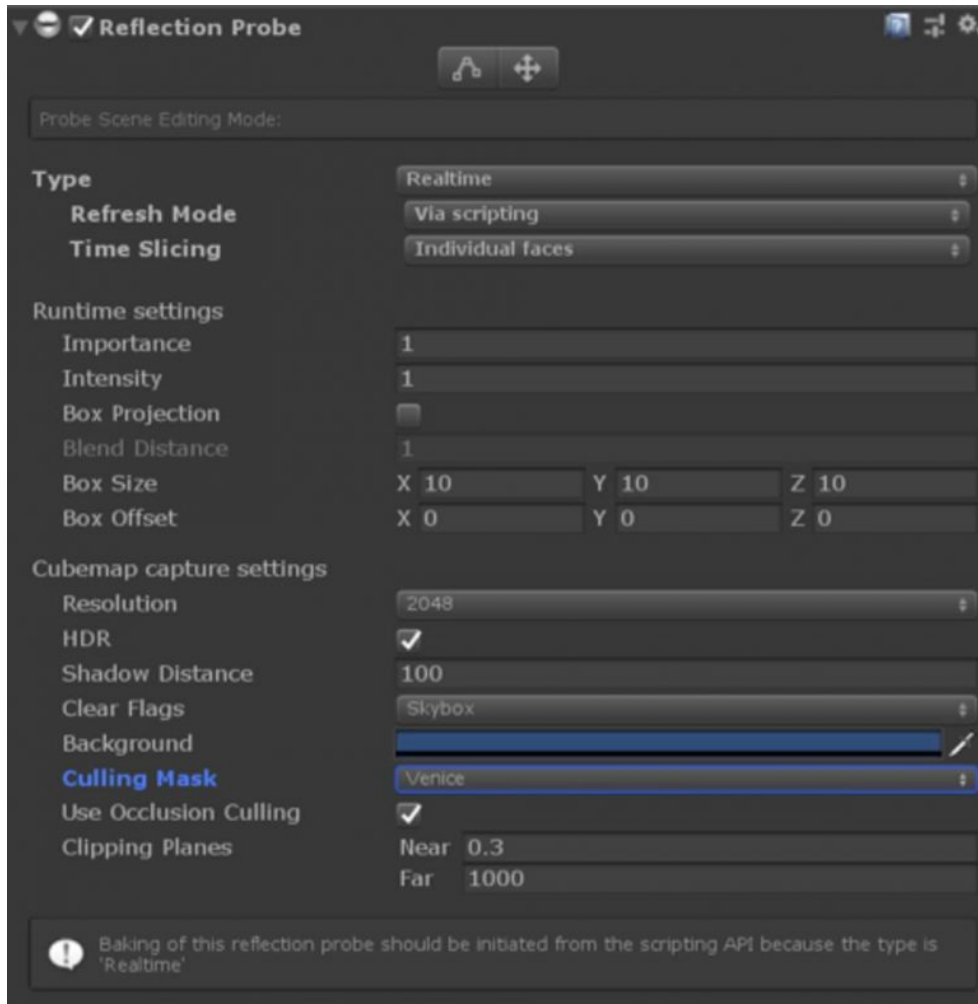 Reflection Probe
Probe Scene Editing Mode:
Type Realtime
Refresh Mode Via scripting
Time Slicing Individual faces
Runtime settings
Importance 1
Intensity 1
Box Projection
Blend Distance 1
Box Size X 10 Y 10 Z 10
Box Offset X 0 Y 0 Z 0
Cubemap capture settings
Resolution 2048
HDR
Shadow Distance 100
Clear Flags Skybox
Background
Culling Mask Venice
Use Occlusion Culling
Clipping Planes Near 0.3
Far 1000
Baking of this reflection probe should be initiated from the scripting API because the type is
'Realtime'